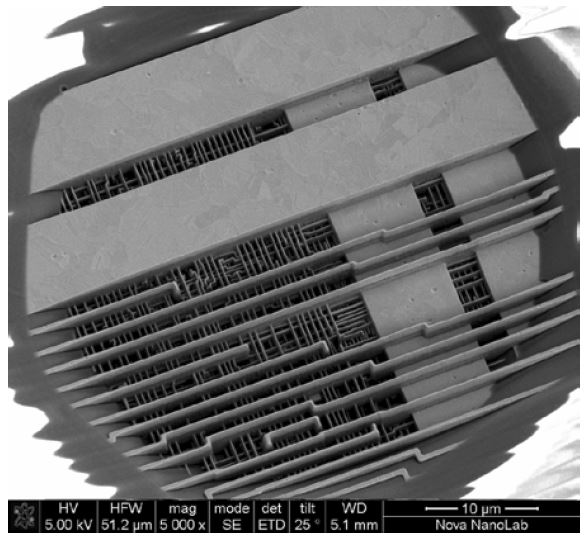 HV HFW mag mode det tilt WD 10 µm
5.00 kV 51.2 µm 5 000 x SE ETD 25 ° 5.1 mm Nova NanoLab